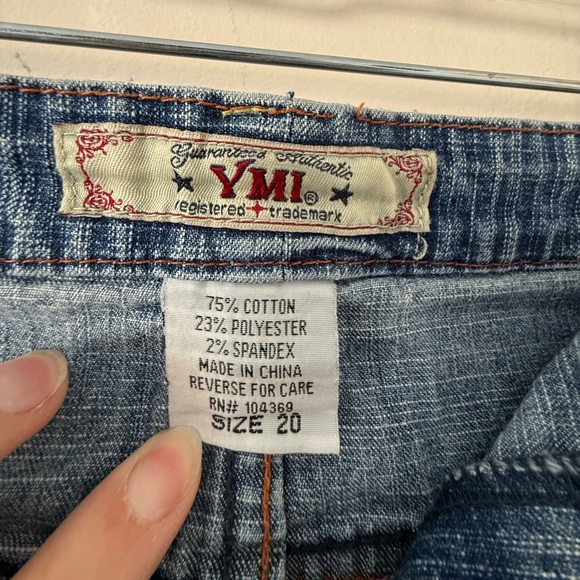 Guaranteed Authentic
YMI®
registered trademark
75% COTTON
23% POLYESTER
2% SPANDEX
MADE IN CHINA
REVERSE FOR CARE
RN# 104369
SIZE 20